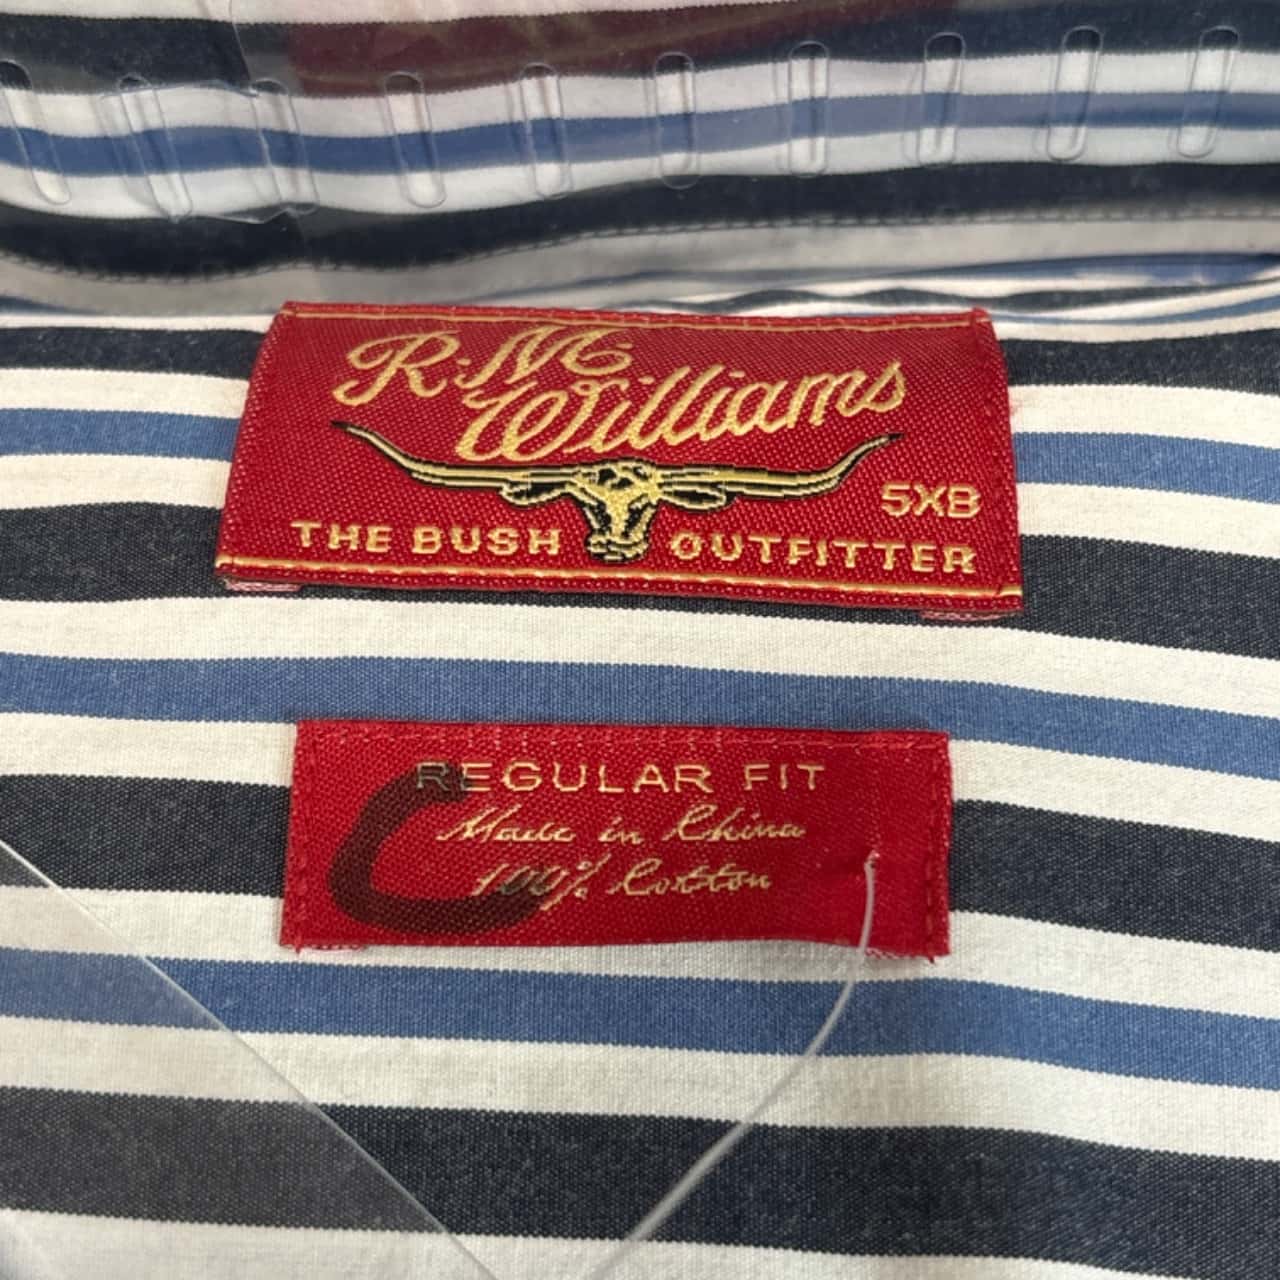 R.M.
Williams
5XB
THE BUSH OUTFITTER
REGULAR FIT
Made in China
100% Cotton
C